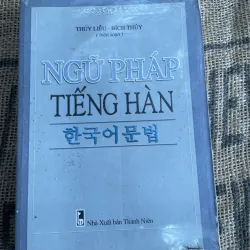 THÙY LIỄU - BÍCH THỦY
( biên soạn )
NGỮ PHÁP
TIẾNG HÀN
한국어문법
Nhà Xuất bản Thanh Niên